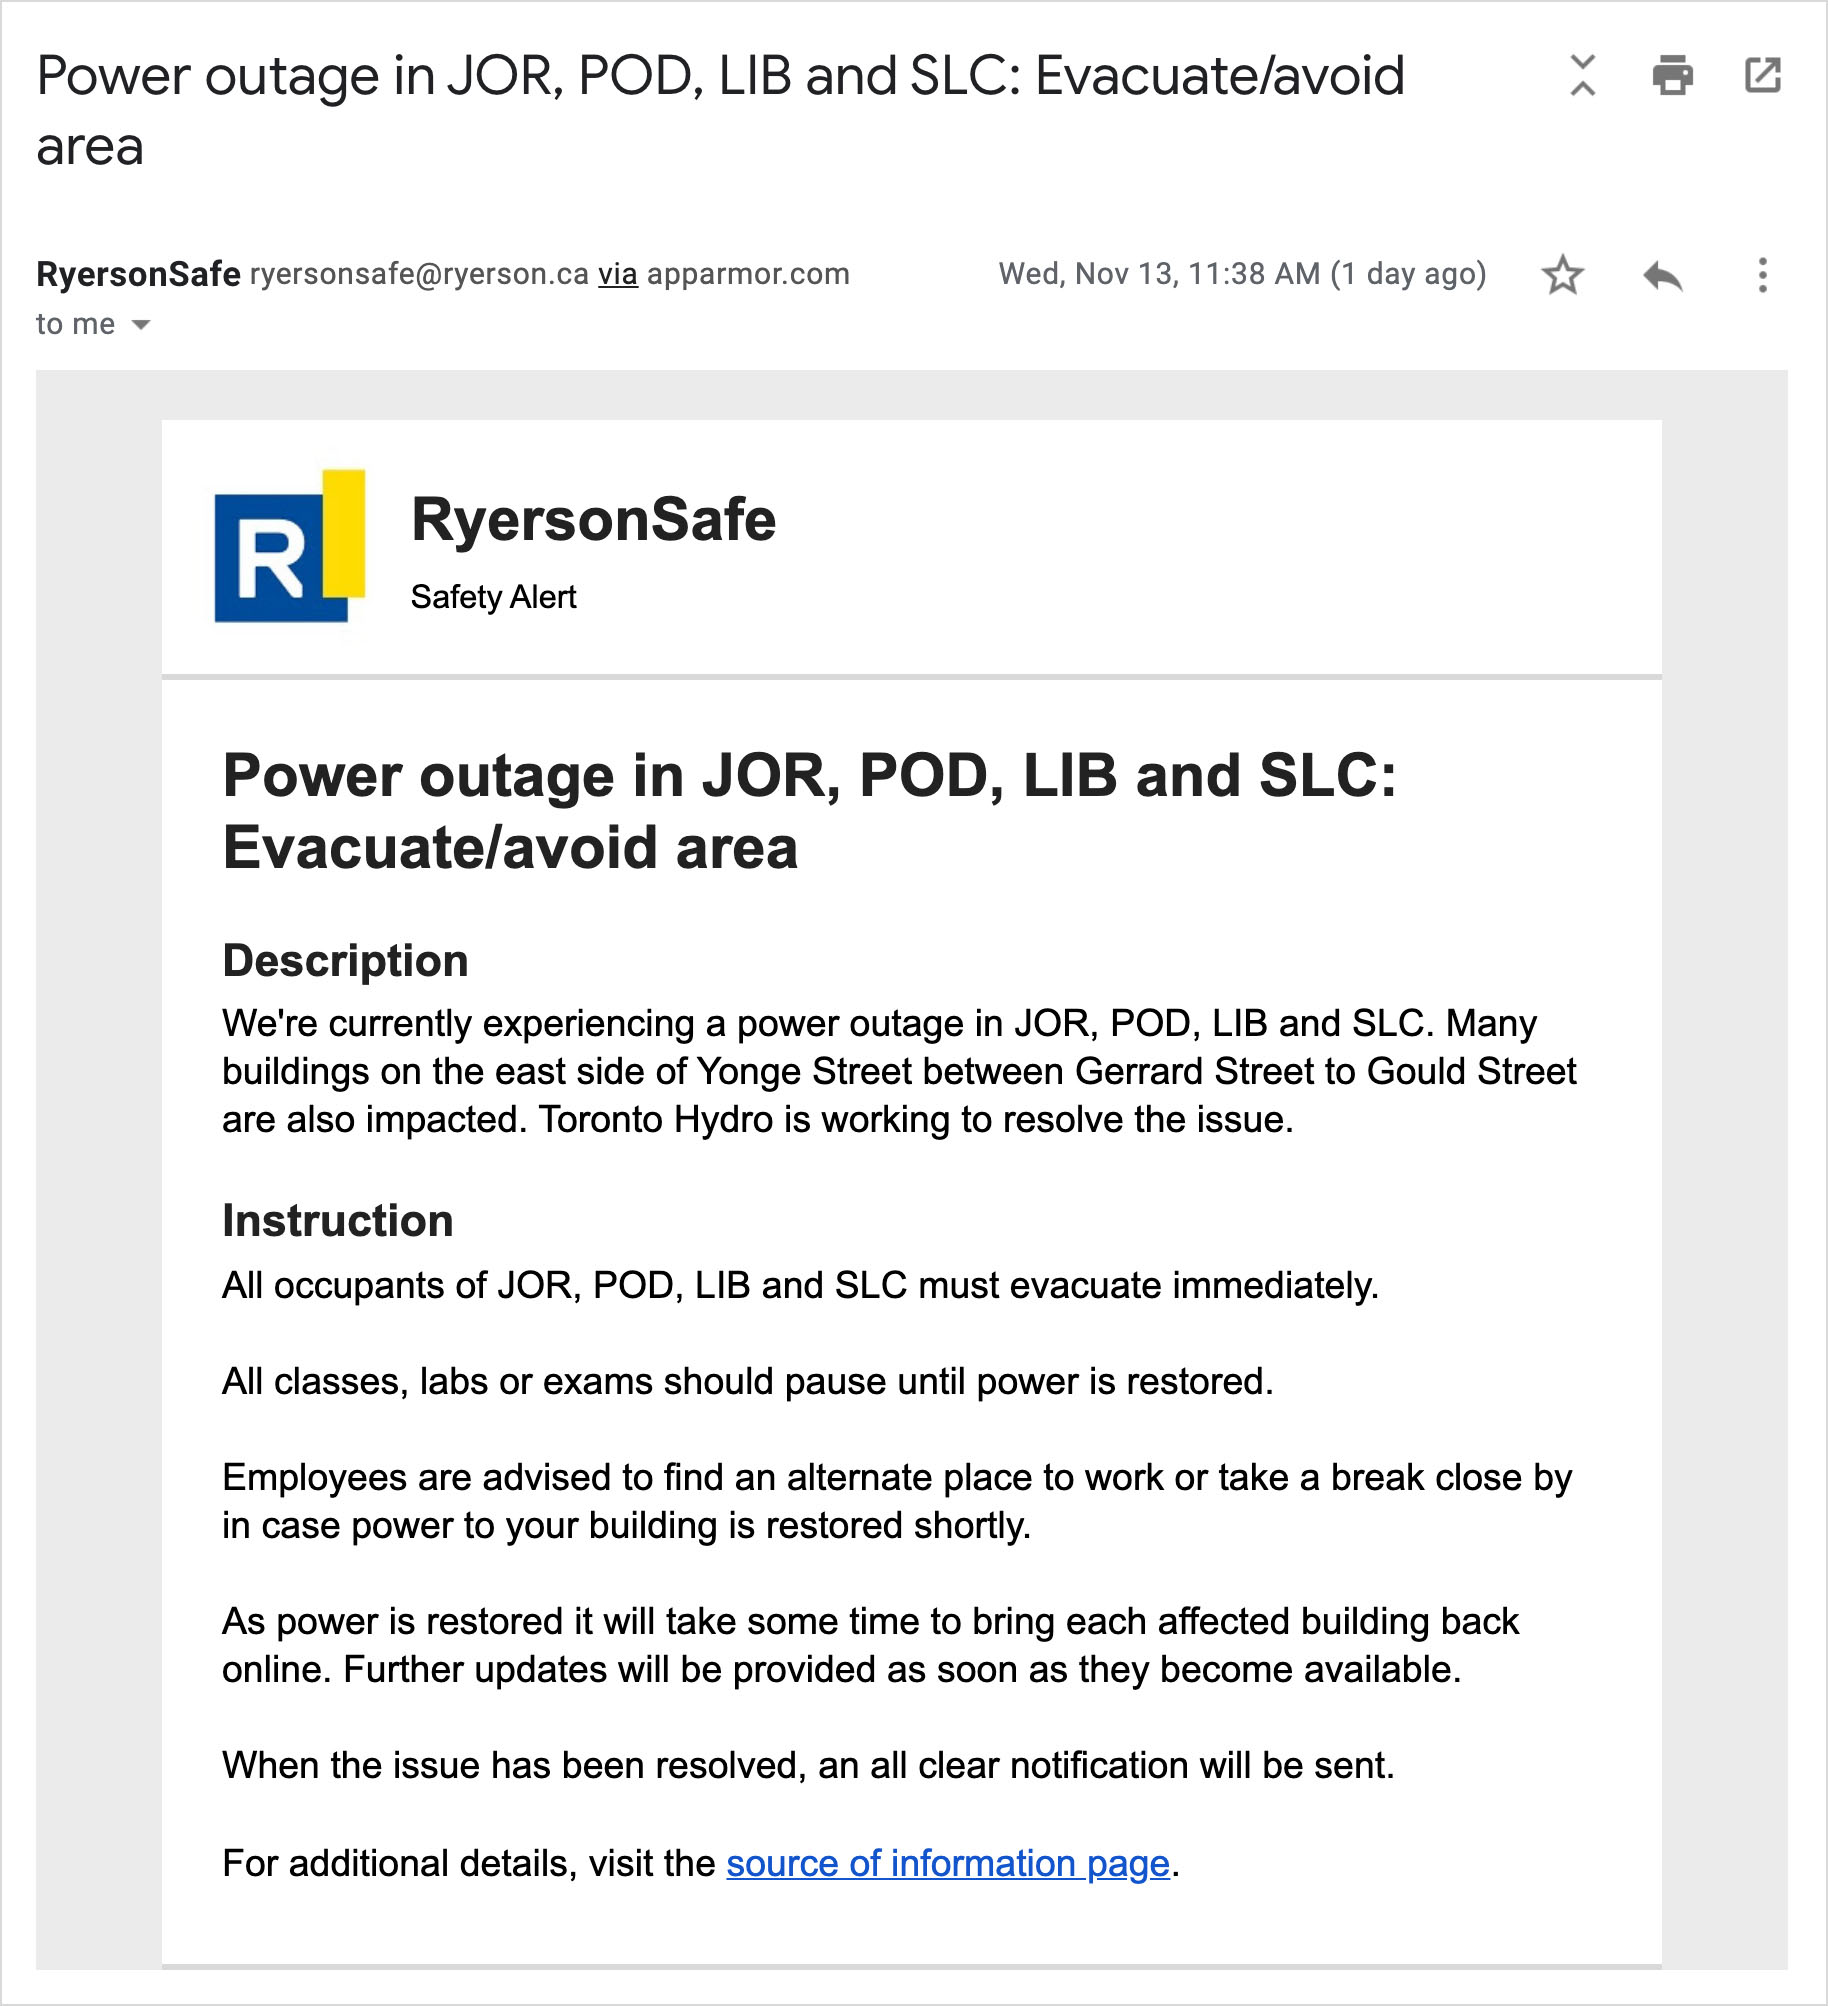 Power outage in JOR, POD, LIB and SLC: Evacuate/avoid
area
RyersonSafe ryersonsafe@ryerson.ca via apparmor.com
Wed, Nov 13, 11:38 AM (1 day ago)
to me
R
RyersonSafe
Safety Alert
Power outage in JOR, POD, LIB and SLC:
Evacuate/avoid area
Description
We're currently experiencing a power outage in JOR, POD, LIB and SLC. Many
buildings on the east side of Yonge Street between Gerrard Street to Gould Street
are also impacted. Toronto Hydro is working to resolve the issue.
Instruction
All occupants of JOR, POD, LIB and SLC must evacuate immediately.
All classes, labs or exams should pause until power is restored.
Employees are advised to find an alternate place to work or take a break close by
in case power to your building is restored shortly.
As power is restored it will take some time to bring each affected building back
online. Further updates will be provided as soon as they become available.
When the issue has been resolved, an all clear notification will be sent.
For additional details, visit the source of information page.